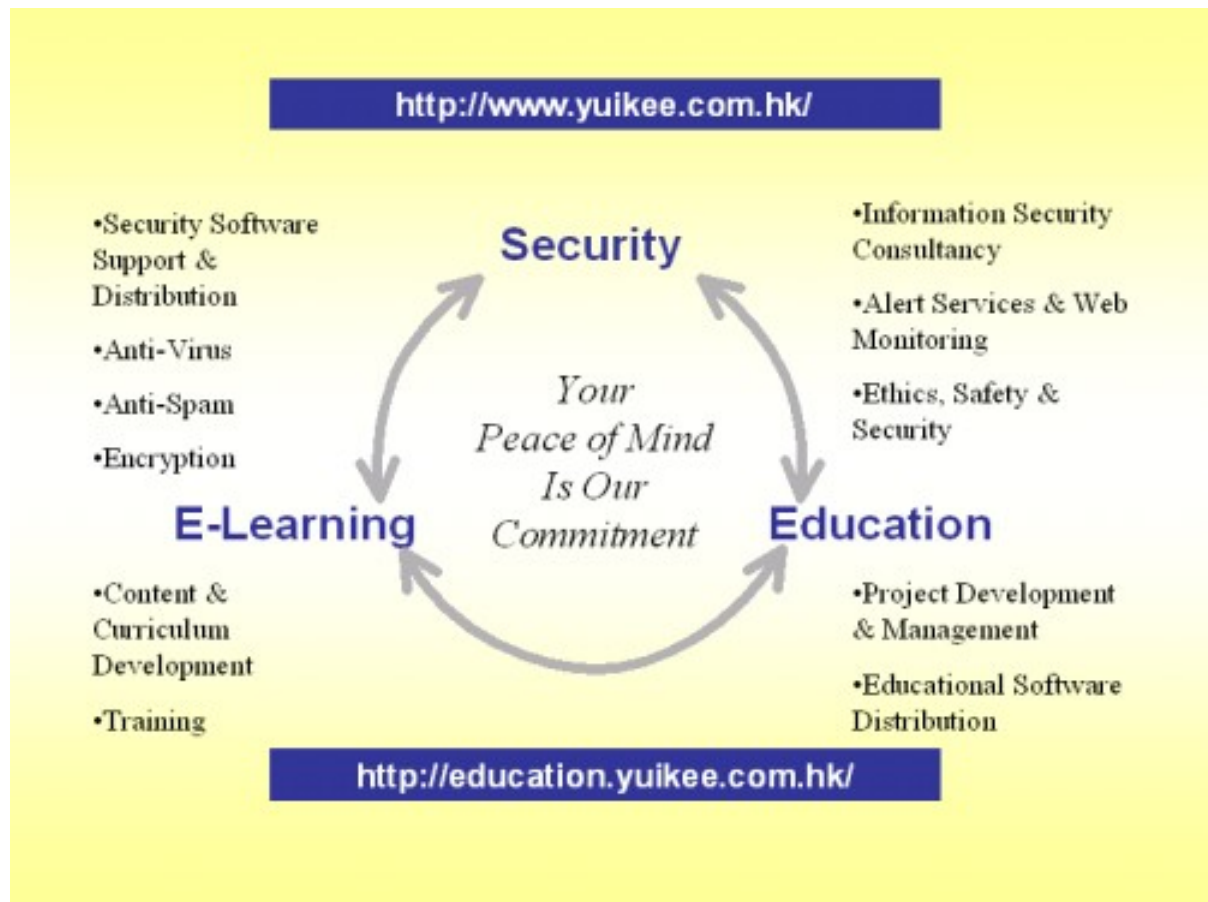 http://www.yuikee.com.hk/
•Security Software
Support &
Distribution
•Anti-Virus
•Anti-Spam
•Encryption
Security
•Information Security
Consultancy
•Alert Services & Web
Monitoring
•Ethics, Safety &
Security
Your
Peace of Mind
Is Our
Commitment
E-Learning
Education
•Content &
Curriculum
Development
•Training
•Project Development
& Management
•Educational Software
Distribution
http://education.yuikee.com.hk/